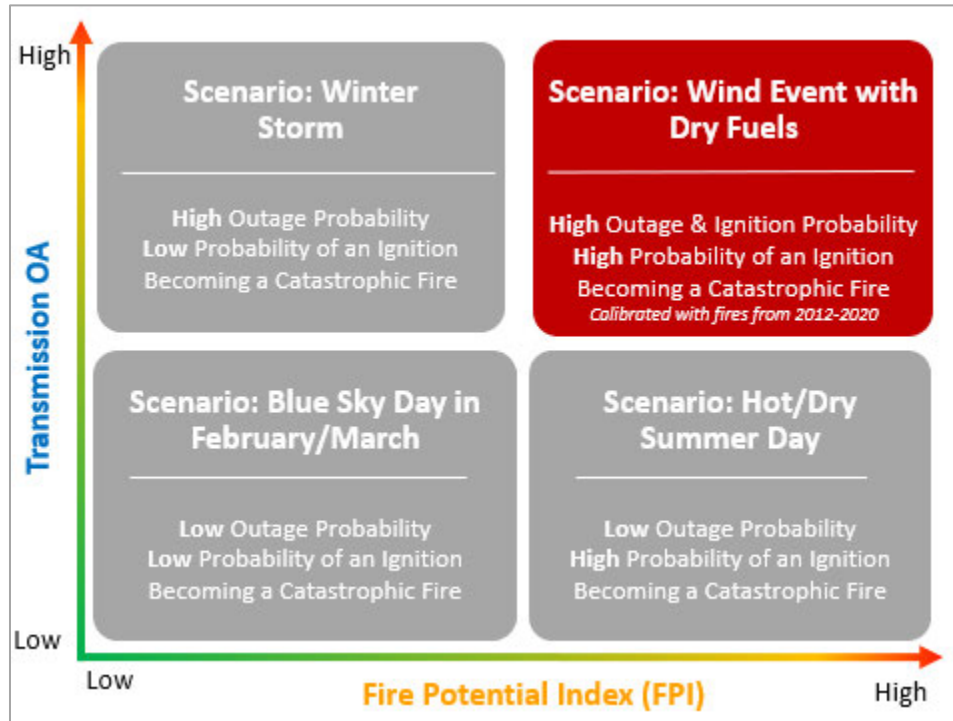 High
Scenario: Winter
Storm
High Outage Probability
Low Probability of an Ignition
Becoming a Catastrophic Fire
Scenario: Wind Event with
Dry Fuels
High Outage & Ignition Probability
High Probability of an Ignition
Becoming a Catastrophic Fire
Calibrated with fires from 2012-2020
Transmission OA
Scenario: Blue Sky Day in
February/March
Low Outage Probability
Low Probability of an Ignition
Becoming a Catastrophic Fire
Scenario: Hot/Dry
Summer Day
Low Outage Probability
High Probability of an Ignition
Becoming a Catastrophic Fire
Low
Low
Fire Potential Index (FPI)
High